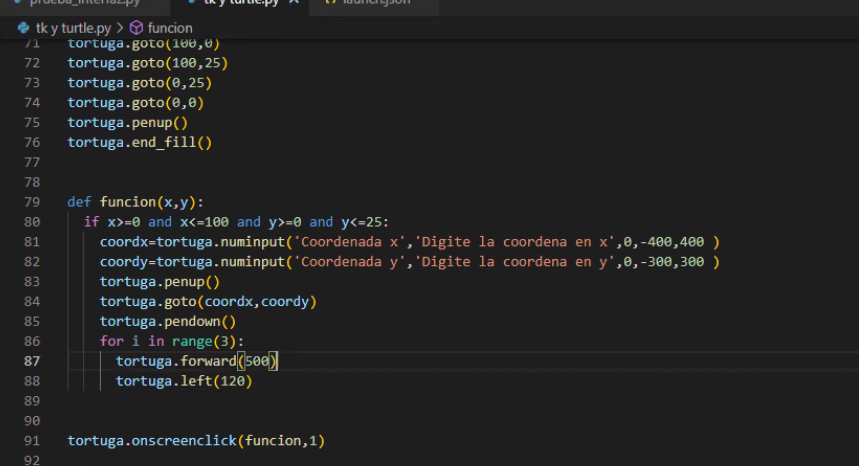 prueba_interfaz.py tk y turtle.py launch.json
tk y turtle.py > funcion
71 tortuga.goto(100,0)
72 tortuga.goto(100,25)
73 tortuga.goto(0,25)
74 tortuga.goto(0,0)
75 tortuga.penup()
76 tortuga.end_fill()
77
78
79 def funcion(x,y):
80 if x>=0 and x<=100 and y>=0 and y<=25:
81 coordx=tortuga.numinput('Coordenada x','Digite la coordena en x',0,-400,400 )
82 coordy=tortuga.numinput('Coordenada y','Digite la coordena en y',0,-300,300 )
83 tortuga.penup()
84 tortuga.goto(coordx,coordy)
85 tortuga.pendown()
86 for i in range(3):
87 tortuga.forward(500)
88 tortuga.left(120)
89
90
91 tortuga.onscreenclick(funcion,1)
92